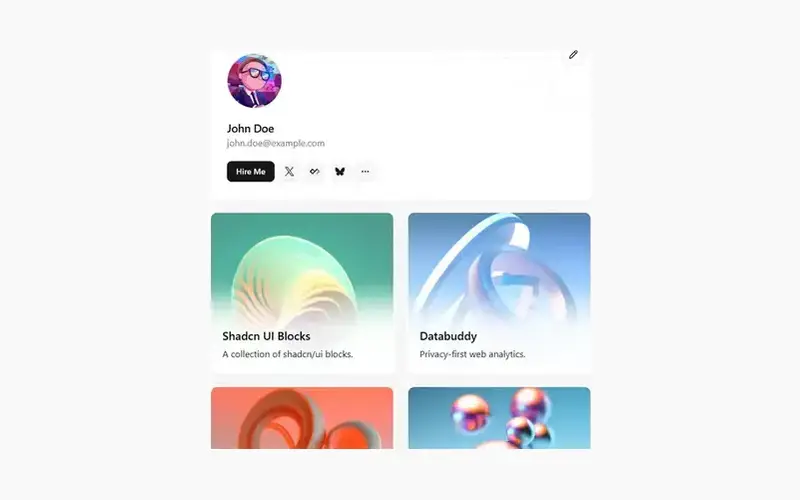 John Doe
john.doe@example.com
Hire Me
Shadcn UI Blocks
A collection of shadcn/ui blocks.
Databuddy
Privacy-first web analytics.